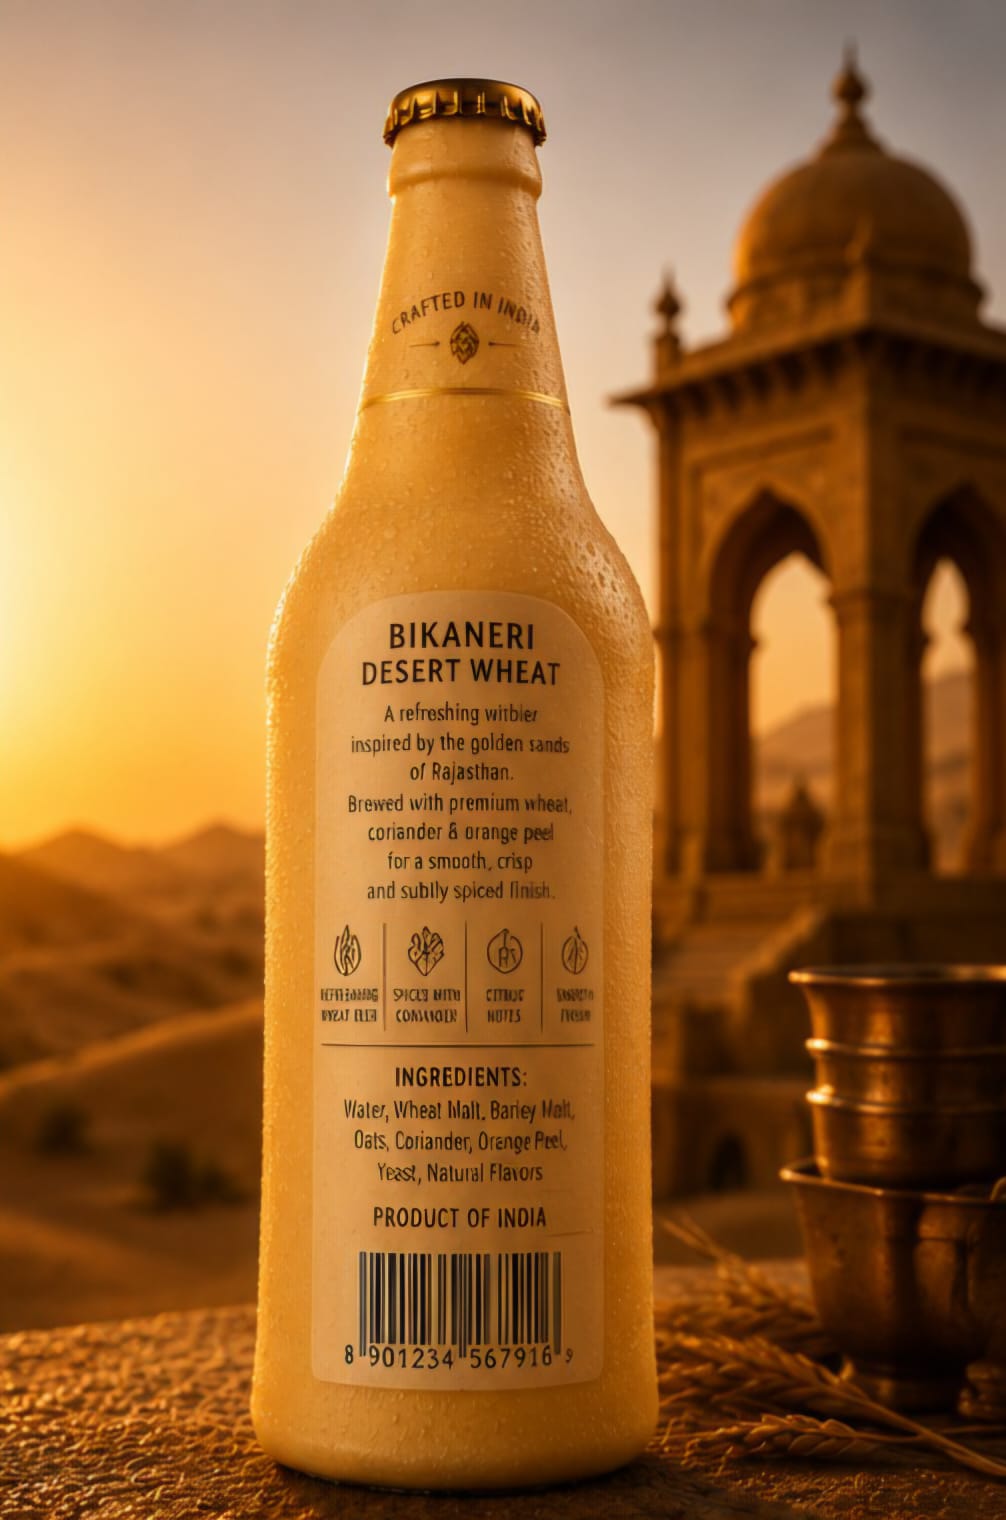 CRAFTED IN INDIA
BIKANERI
DESERT WHEAT
A refreshing witbier
inspired by the golden sands
of Rajasthan.
Brewed with premium wheat,
coriander & orange peel
for a smooth, crisp
and subtly spiced finish.
CITRUS
NOTES
INGREDIENTS:
Water, Wheat Malt, Barley Malt,
Oats, Coriander, Orange Peel,
Yeast, Natural Flavors
PRODUCT OF INDIA
8 901234 567916 9